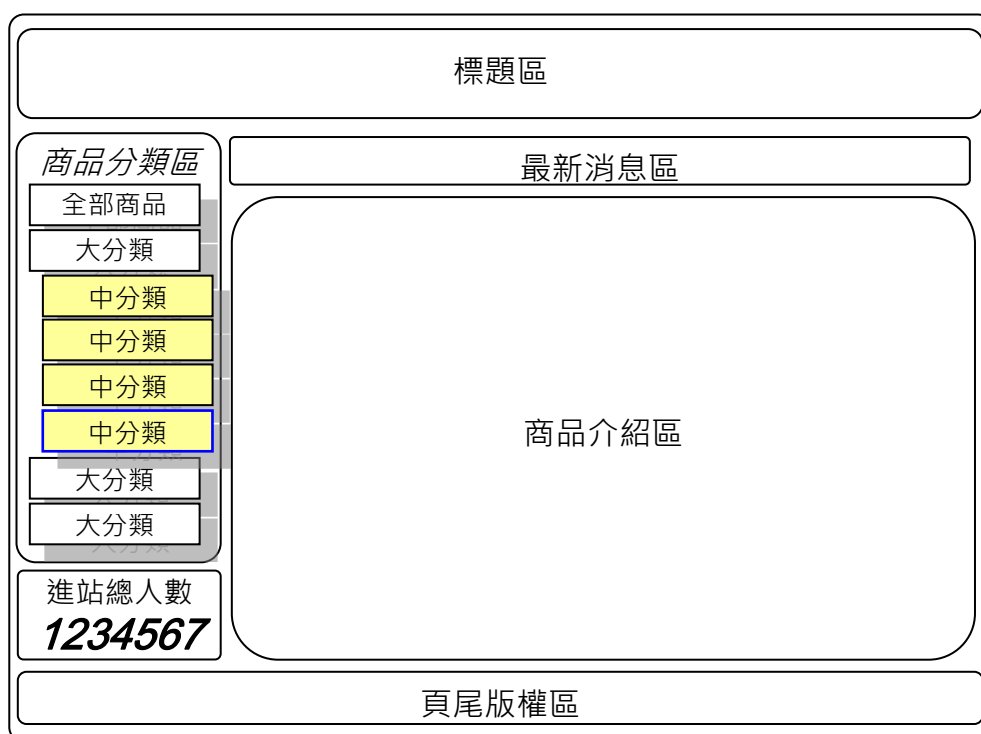 標題區
商品分類區
全部商品
大分類
中分類
中分類
中分類
中分類
大分類
大分類
進站總人數
1234567
最新消息區
商品介紹區
頁尾版權區